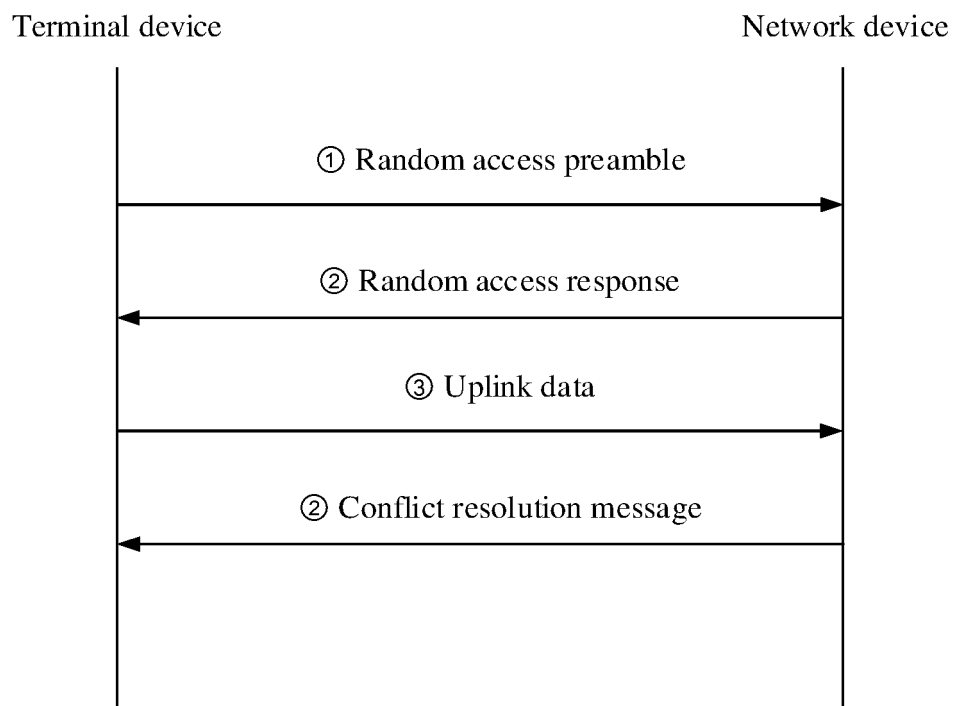 Terminal device
Network device
① Random access preamble
② Random access response
③ Uplink data
② Conflict resolution message